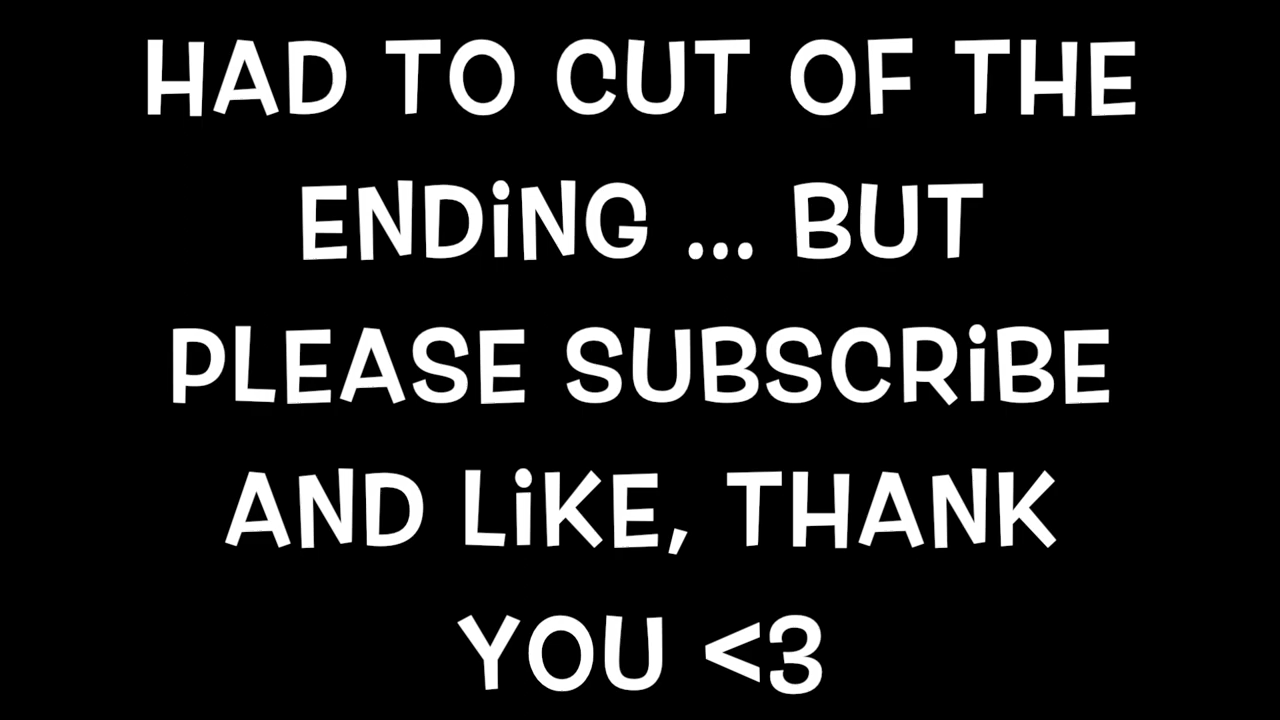 HAD TO CUT OF THE
ENDiNG ... BUT
PLEASE SUBSCRiBE
AND LiKE, THANK
YOU <3